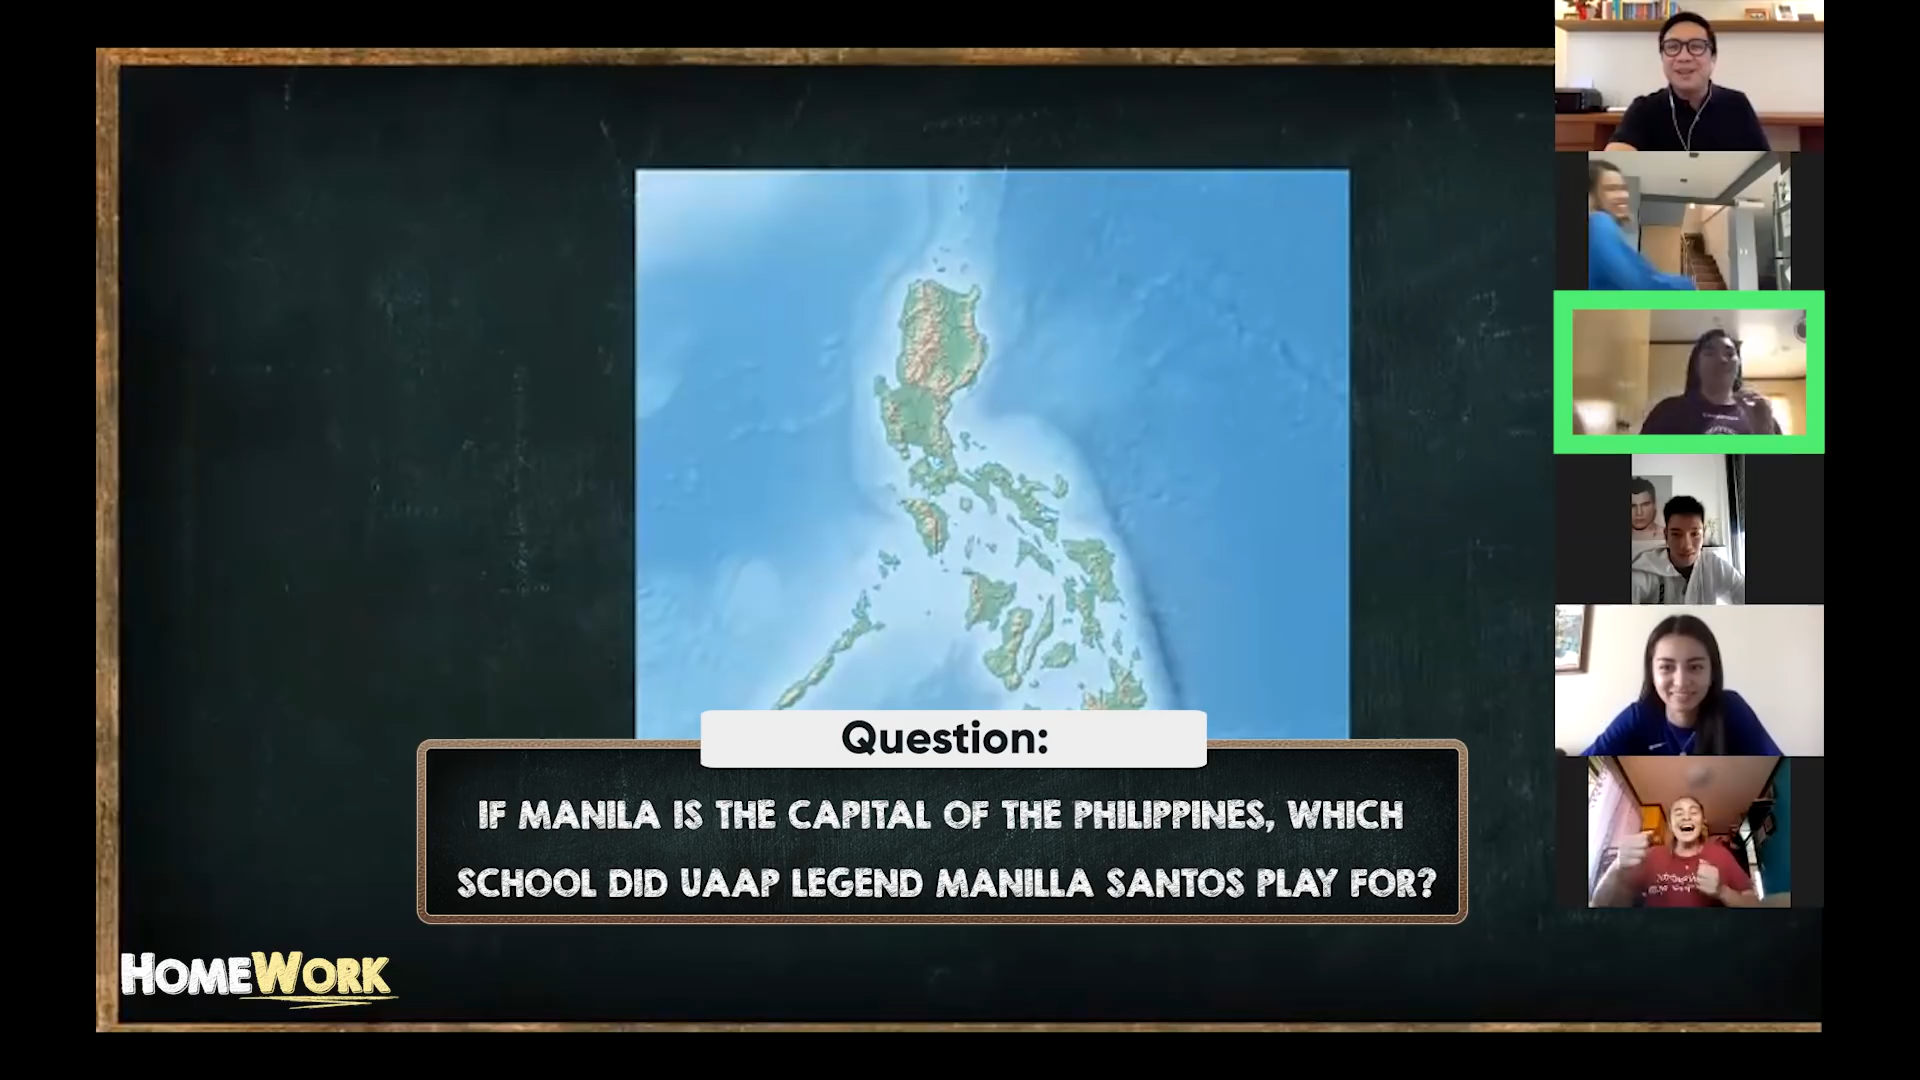 Question:
IF MANILA IS THE CAPITAL OF THE PHILIPPINES, WHICH
SCHOOL DID UAAP LEGEND MANILLA SANTOS PLAY FOR?
HOMEWORK